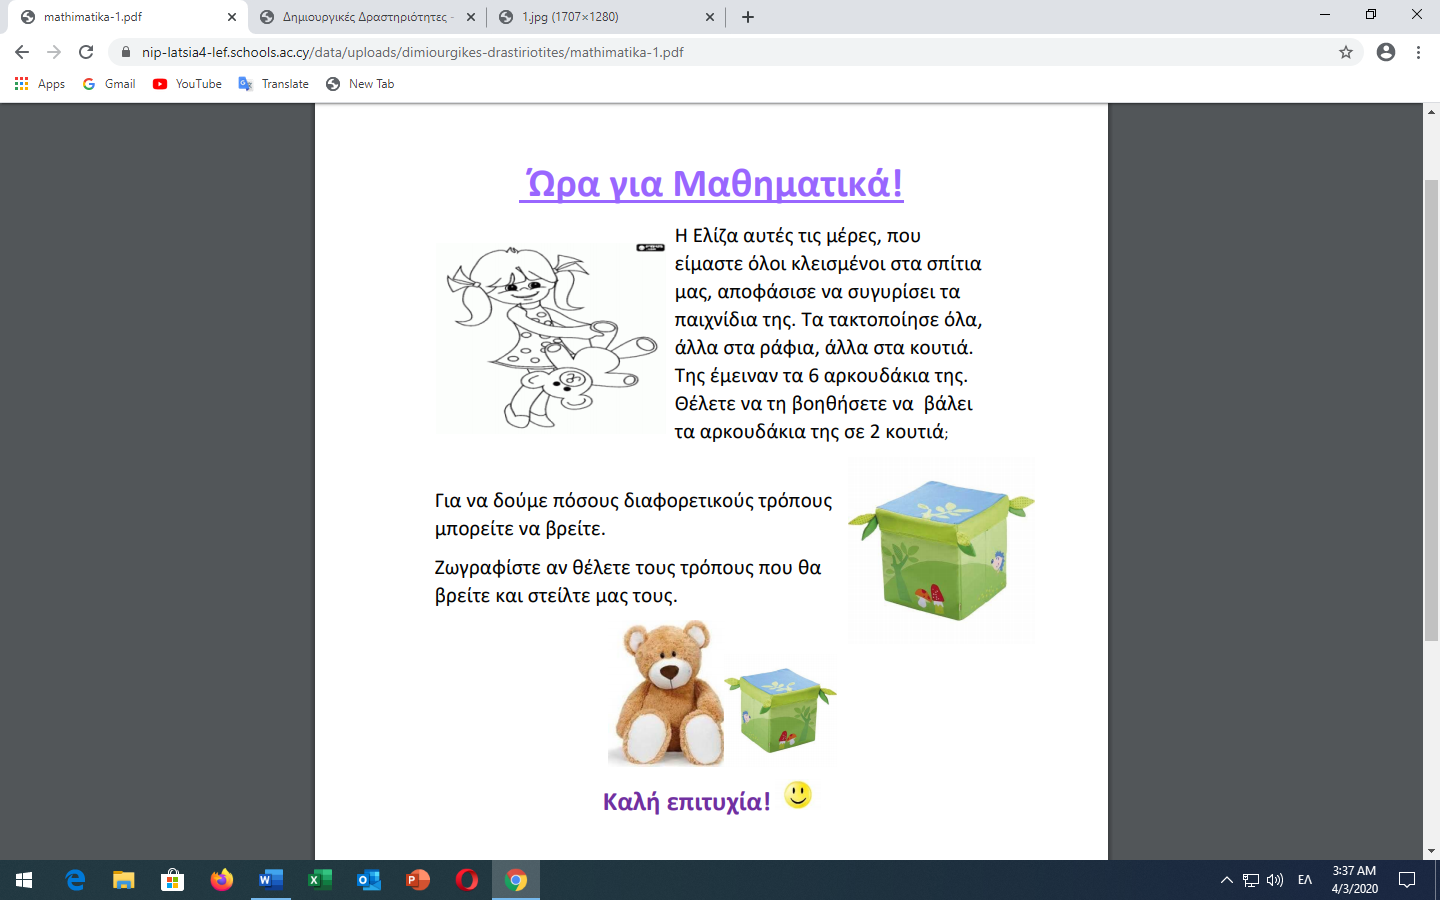 mathimatika-1.pdf
Δημιουργικές Δραστηριότητες -
1.jpg (1707×1280)
nip-latsia4-lef.schools.ac.cy/data/uploads/dimiourgikes-drastiriotites/mathimatika-1.pdf
Apps Gmail YouTube Translate New Tab
Ώρα για Μαθηματικά!
Η Ελίζα αυτές τις μέρες, που
είμαστε όλοι κλεισμένοι στα σπίτια
μας, αποφάσισε να συγυρίσει τα
παιχνίδια της. Τα τακτοποίησε όλα,
άλλα στα ράφια, άλλα στα κουτιά.
Της έμειναν τα 6 αρκουδάκια της.
Θέλετε να τη βοηθήσετε να  βάλει
τα αρκουδάκια της σε 2 κουτιά;
Για να δούμε πόσους διαφορετικούς τρόπους
μπορείτε να βρείτε.
Ζωγραφίστε αν θέλετε τους τρόπους που θα
βρείτε και στείλτε μας τους.
Καλή επιτυχία!
ΕΛ
3:37 AM
4/3/2020